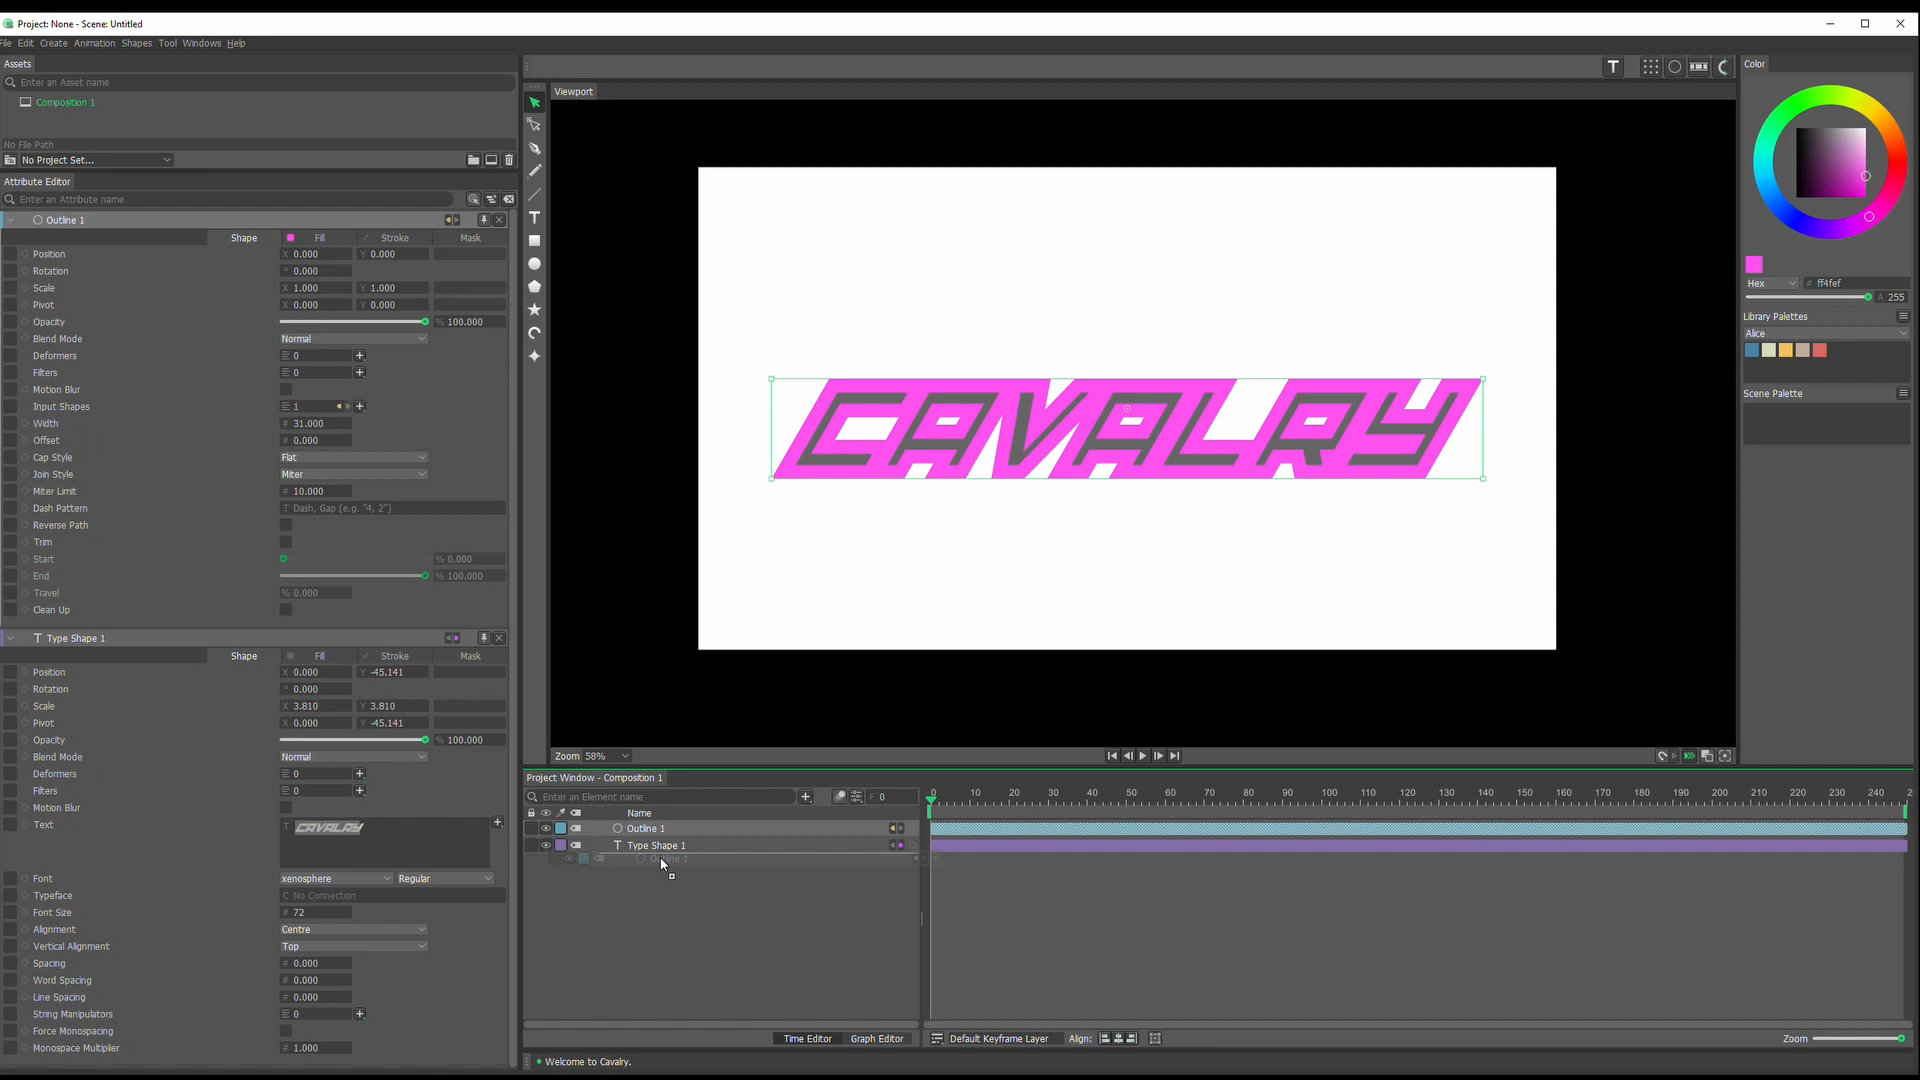 Project: None - Scene: Untitled
File Edit Create Animation Shapes Tool Windows Help
Assets
Enter an Asset name
Composition 1
No File Path
No Project Set...
Attribute Editor
Enter an Attribute name
Outline 1
Shape Fill Stroke Mask
Position X 0.000 Y 0.000
Rotation ° 0.000
Scale X 1.000 Y 1.000
Pivot X 0.000 Y 0.000
Opacity % 100.000
Blend Mode Normal
Deformers 0
Filters 0
Motion Blur
Input Shapes 1
Width # 31.000
Offset # 0.000
Cap Style Flat
Join Style Miter
Miter Limit # 10.000
Dash Pattern T Dash, Gap (e.g. "4, 2")
Reverse Path
Trim
Start % 0.000
End % 100.000
Travel % 0.000
Clean Up
T Type Shape 1
Shape Fill Stroke Mask
Position X 0.000 Y -45.141
Rotation ° 0.000
Scale X 3.810 Y 3.810
Pivot X 0.000 Y -45.141
Opacity % 100.000
Blend Mode Normal
Deformers 0
Filters 0
Motion Blur
Text T CAVALRY
Font xenosphere Regular
Typeface C No Connection
Font Size # 72
Alignment Centre
Vertical Alignment Top
Spacing # 0.000
Word Spacing # 0.000
Line Spacing # 0.000
String Manipulators 0
Force Monospacing
Monospace Multiplier # 1.000
Viewport
CAVALRY
Zoom 58%
Color
Hex # ff4fef
A 255
Library Palettes
Alice
Scene Palette
Project Window - Composition 1
Enter an Element name F 0
0 10 20 30 40 50 60 70 80 90 100 110 120 130 140 150 160 170 180 190 200 210 220 230 240 2
Name
Outline 1
T Type Shape 1
Outline 1
Time Editor Graph Editor Default Keyframe Layer Align: Zoom
Welcome to Cavalry.